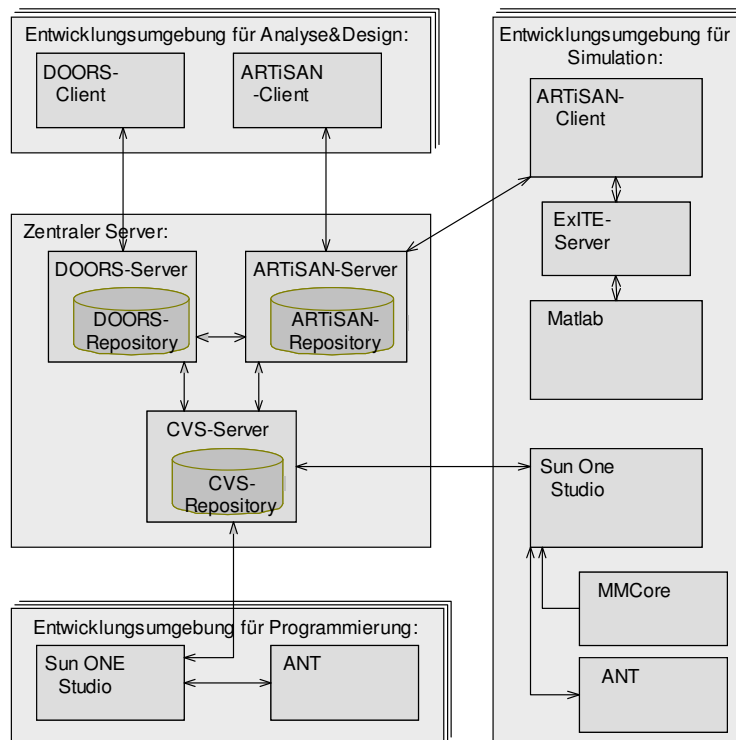 Entwicklungsumgebung für Analyse&Design:
DOORS-
Client
ARTiSAN
-Client
Zentraler Server:
DOORS-Server
DOORS-
Repository
ARTiSAN-Server
ARTiSAN-
Repository
CVS-Server
CVS-
Repository
Entwicklungsumgebung für Programmierung:
Sun ONE
Studio
ANT
Entwicklungsumgebung für
Simulation:
ARTiSAN-
Client
ExITE-
Server
Matlab
Sun One
Studio
MMCore
ANT